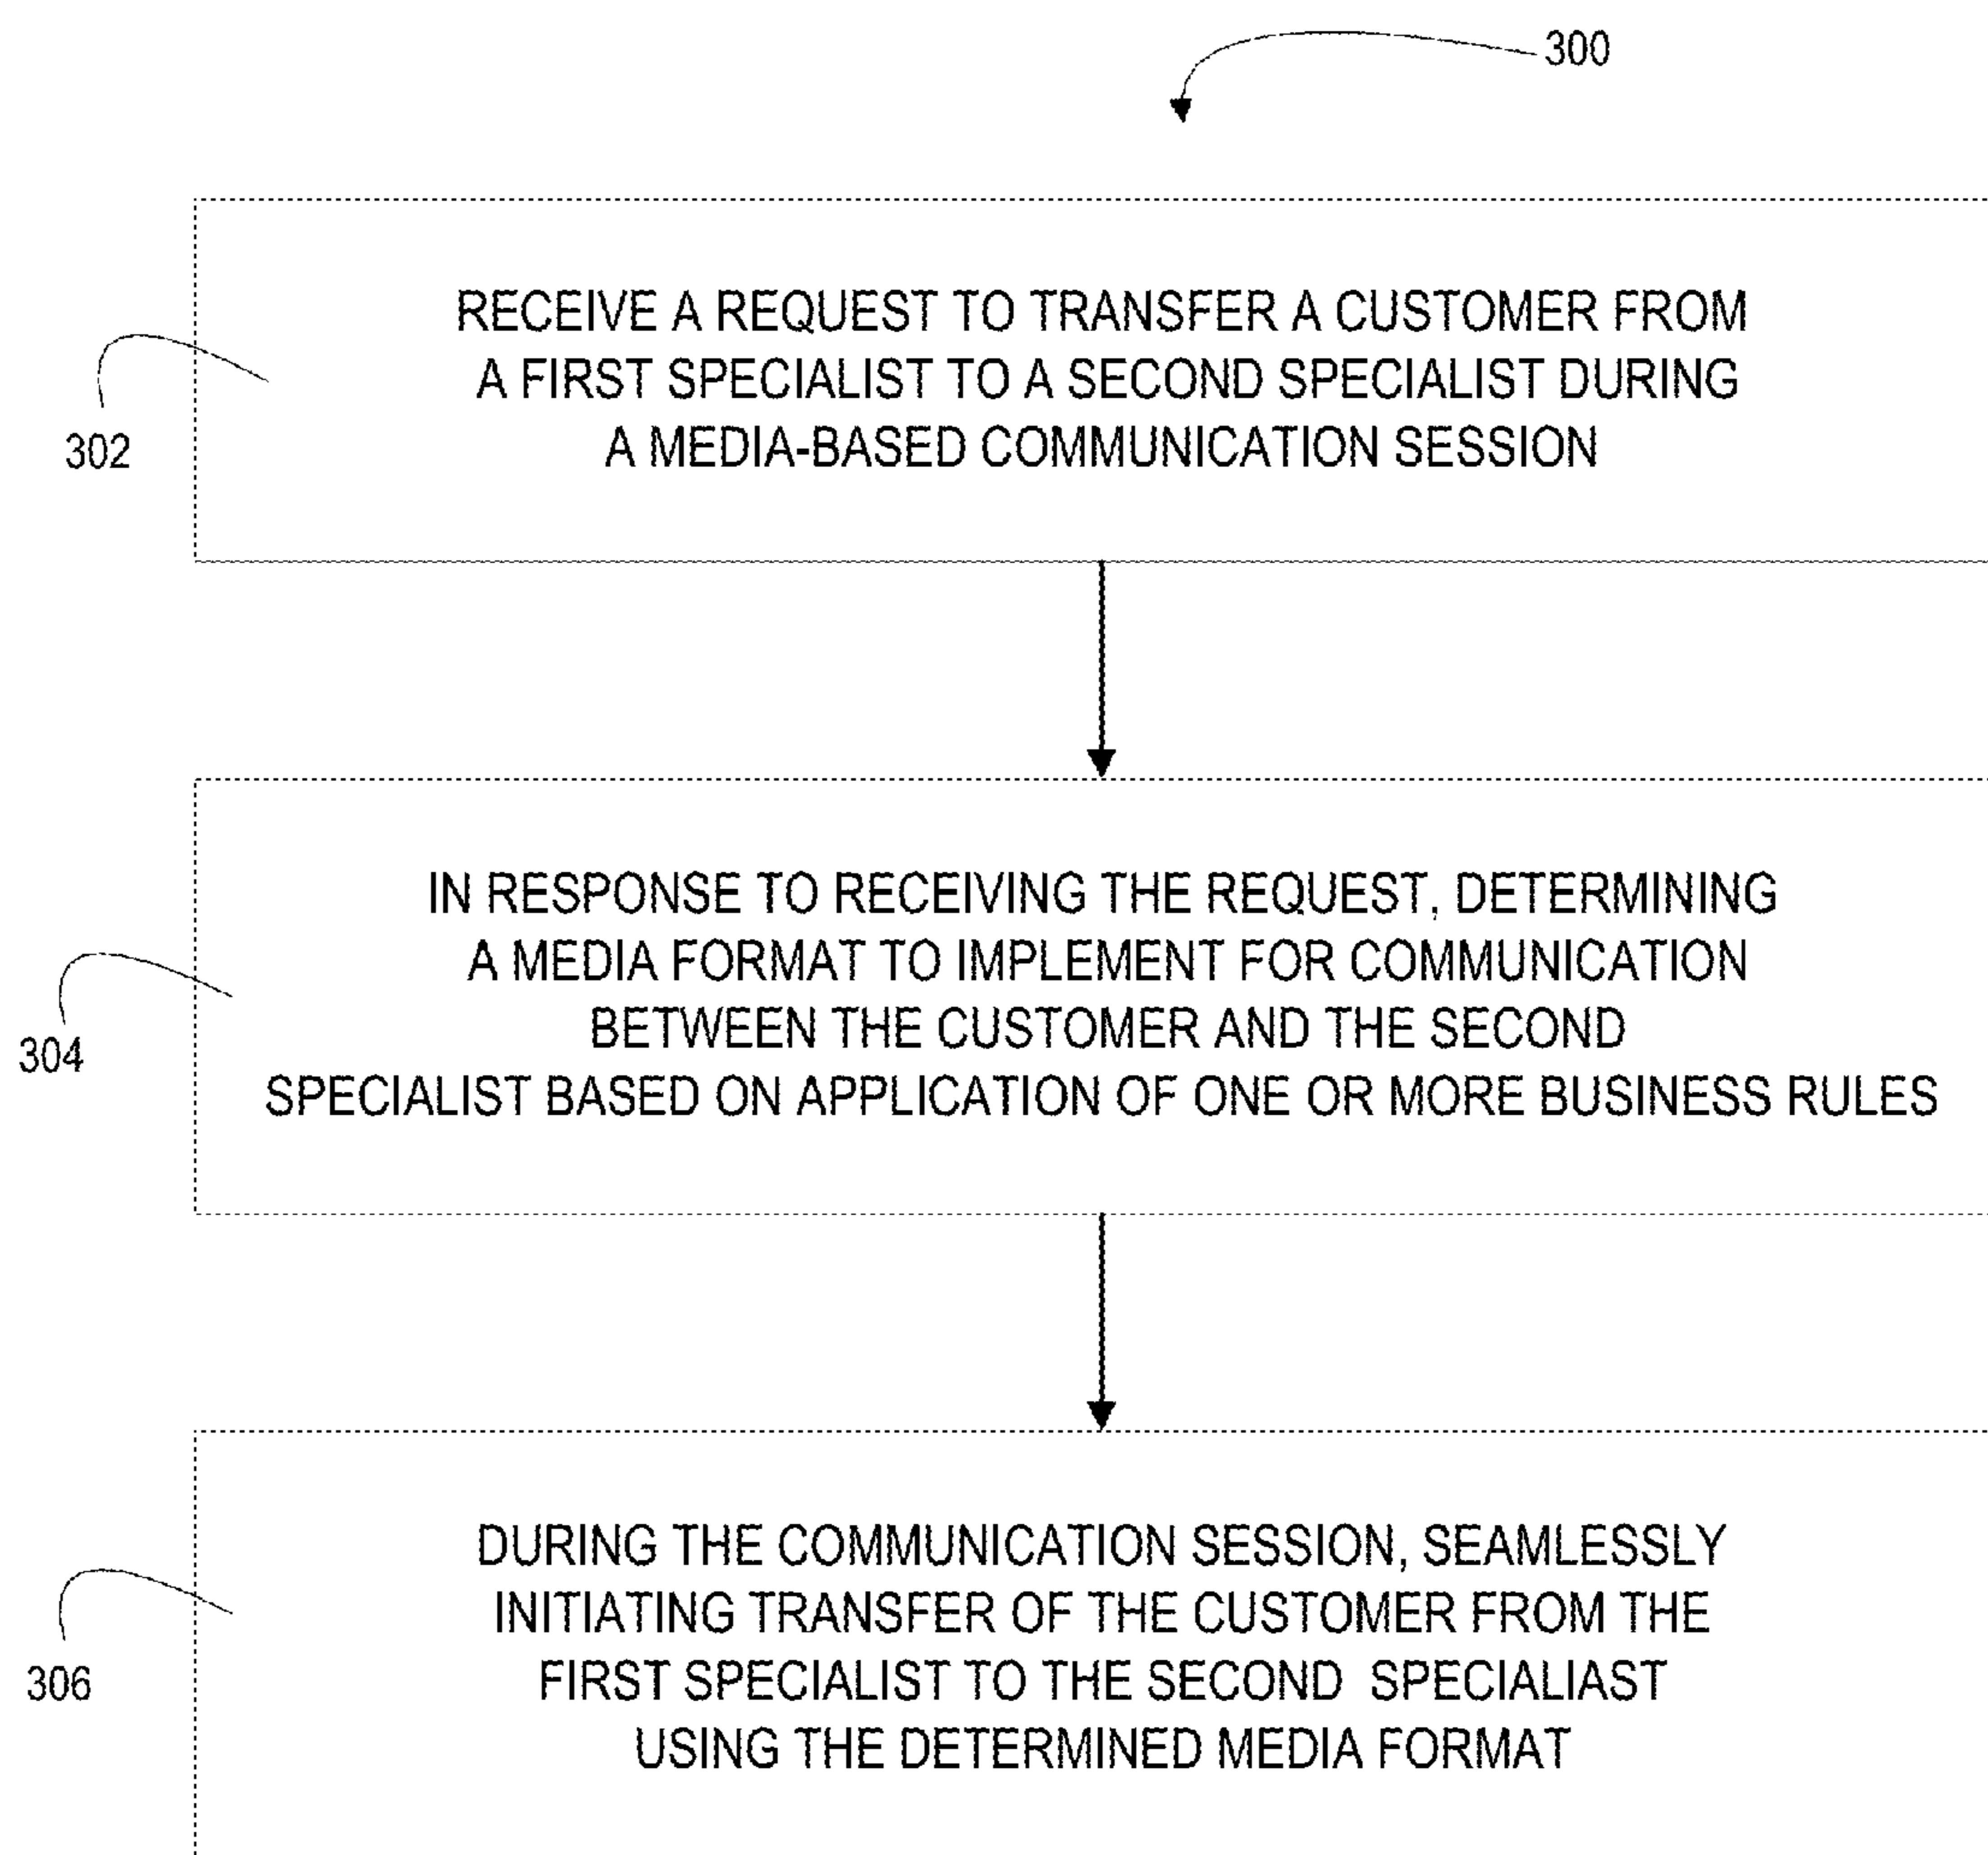 300
RECEIVE A REQUEST TO TRANSFER A CUSTOMER FROM
A FIRST SPECIALIST TO A SECOND SPECIALIST DURING
A MEDIA-BASED COMMUNICATION SESSION
302
IN RESPONSE TO RECEIVING THE REQUEST, DETERMINING
A MEDIA FORMAT TO IMPLEMENT FOR COMMUNICATION
BETWEEN THE CUSTOMER AND THE SECOND
SPECIALIST BASED ON APPLICATION OF ONE OR MORE BUSINESS RULES
304
DURING THE COMMUNICATION SESSION, SEAMLESSLY
INITIATING TRANSFER OF THE CUSTOMER FROM THE
FIRST SPECIALIST TO THE SECOND SPECIALIAST
USING THE DETERMINED MEDIA FORMAT
306